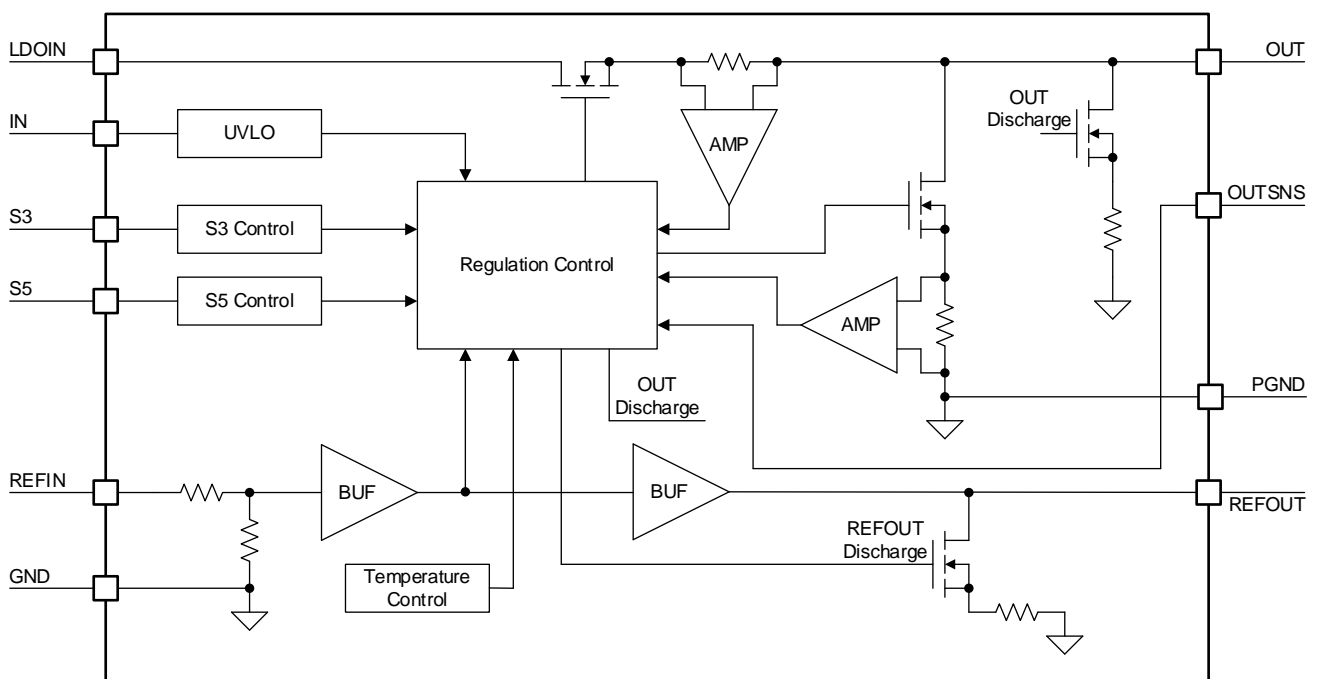 LDOIN
OUT
IN
UVLO
AMP
OUT
Discharge
S3
S3 Control
OUTSNS
Regulation Control
S5
S5 Control
AMP
OUT
Discharge
PGND
REFIN
BUF
BUF
REFOUT
REFOUT
Discharge
GND
Temperature
Control